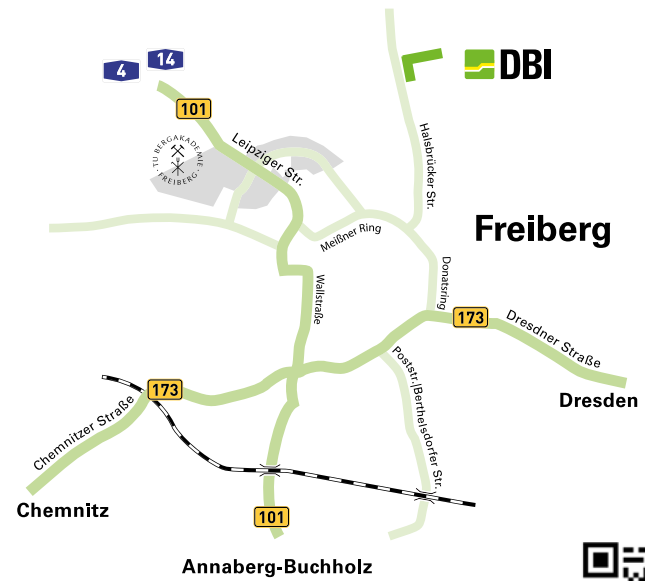 14
4
DBI
101
Leipziger Str.
TU BERGAKADEMIE
· FREIBERG ·
Halsbrücker Str.
Freiberg
Meißner Ring
Donatsring
Wallstraße
173
Dresdner Straße
Poststr.|Berthelsdorfer Str.
173
Dresden
Chemnitzer Straße
Chemnitz
101
Annaberg-Buchholz